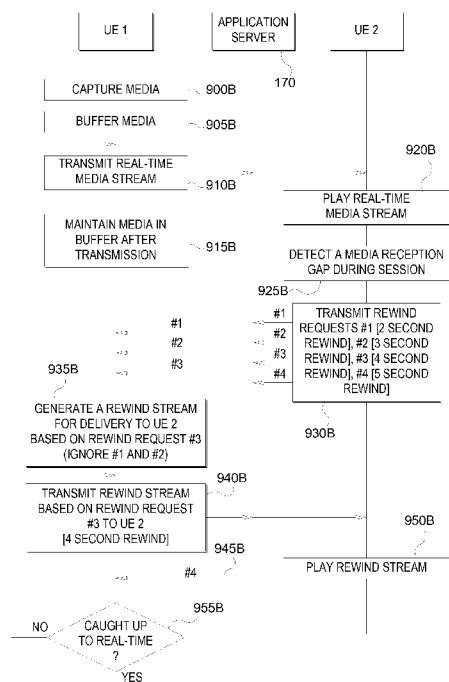 UE 1
APPLICATION
SERVER
UE 2
170
CAPTURE MEDIA
900B
BUFFER MEDIA
905B
TRANSMIT REAL-TIME
MEDIA STREAM
910B
920B
PLAY REAL-TIME
MEDIA STREAM
MAINTAIN MEDIA IN
BUFFER AFTER
TRANSMISSION
915B
DETECT A MEDIA RECEPTION
GAP DURING SESSION
925B
#1
#2
#3
#1
#2
#3
#4
TRANSMIT REWIND
REQUESTS #1 [2 SECOND
REWIND], #2 [3 SECOND
REWIND], #3 [4 SECOND
REWIND], #4 [5 SECOND
REWIND]
930B
935B
GENERATE A REWIND STREAM
FOR DELIVERY TO UE 2
BASED ON REWIND REQUEST #3
(IGNORE #1 AND #2)
940B
TRANSMIT REWIND STREAM
BASED ON REWIND REQUEST
#3 TO UE 2
[4 SECOND REWIND]
950B
PLAY REWIND STREAM
945B
#4
955B
NO
CAUGHT UP
TO REAL-TIME
?
YES